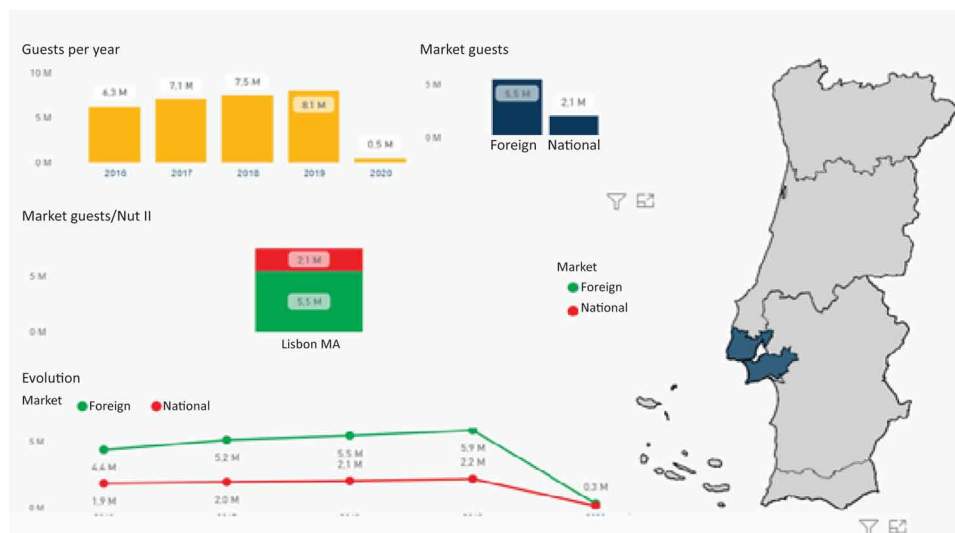 Guests per year
10 M
5 M
0 M
6,3 M
7,1 M
7,5 M
8,1 M
0,5 M
2016
2017
2018
2019
2020
Market guests
5 M
0 M
5,5 M
2,1 M
Foreign
National
Market guests/Nut II
5 M
0 M
2,1 M
5,5 M
Lisbon MA
Market
Foreign
National
Evolution
Market
Foreign
National
5 M
0 M
4,4 M
5,2 M
5,5 M
5,9 M
0,3 M
1,9 M
2,0 M
2,1 M
2,2 M